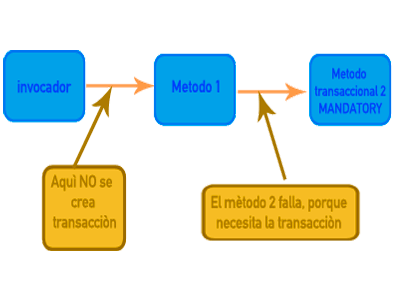 invocador
Metodo 1
Metodo
transaccional 2
MANDATORY
Aquì NO se
crea
transacciòn
El mètodo 2 falla, porque
necesita la transacciòn